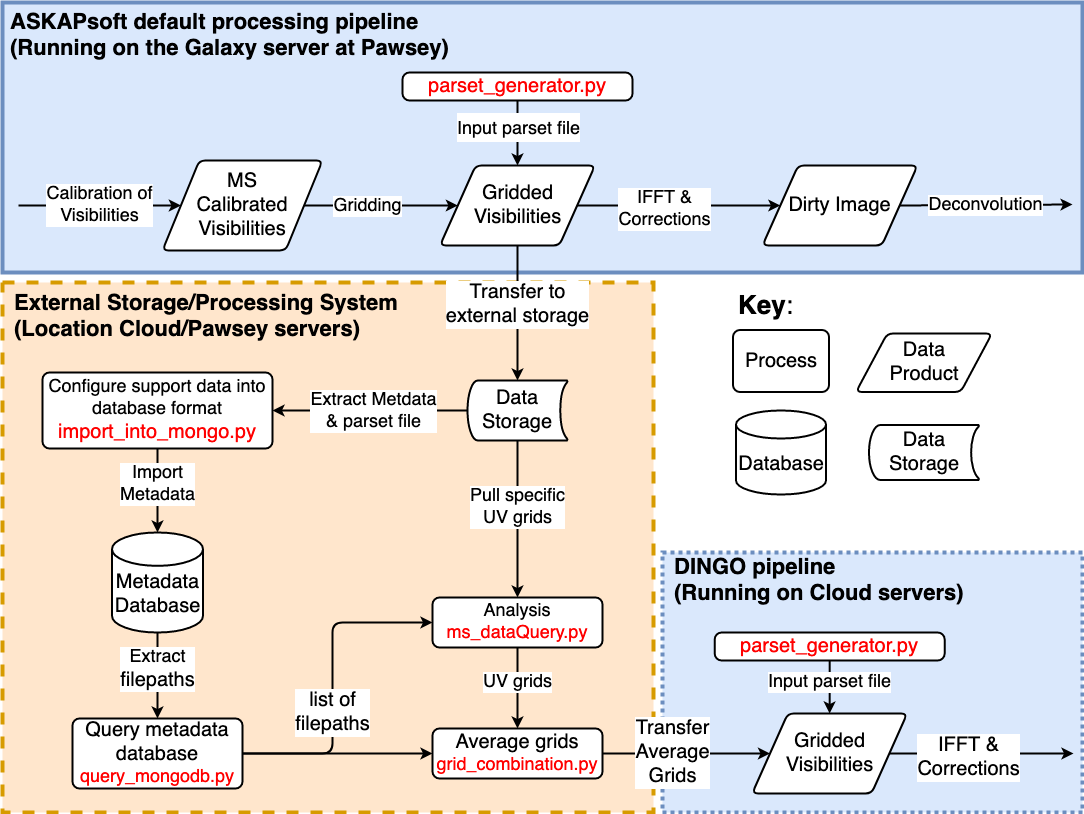 ASKAPsoft default processing pipeline
(Running on the Galaxy server at Pawsey)
parset_generator.py
Input parset file
Calibration of
Visibilities
MS
Calibrated
Visibilities
Gridding
Gridded
Visibilities
IFFT &
Corrections
Dirty Image
Deconvolution
External Storage/Processing System
(Location Cloud/Pawsey servers)
Transfer to
external storage
Configure support data into
database format
import_into_mongo.py
Extract Metdata
& parset file
Data
Storage
Import
Metadata
Pull specific
UV grids
Metadata
Database
Analysis
ms_dataQuery.py
Extract
filepaths
UV grids
list of
filepaths
Query metadata
database
query_mongodb.py
Average grids
grid_combination.py
Transfer
Average
Grids
Key:
Process
Data
Product
Database
Data
Storage
DINGO pipeline
(Running on Cloud servers)
parset_generator.py
Input parset file
Gridded
Visibilities
IFFT &
Corrections